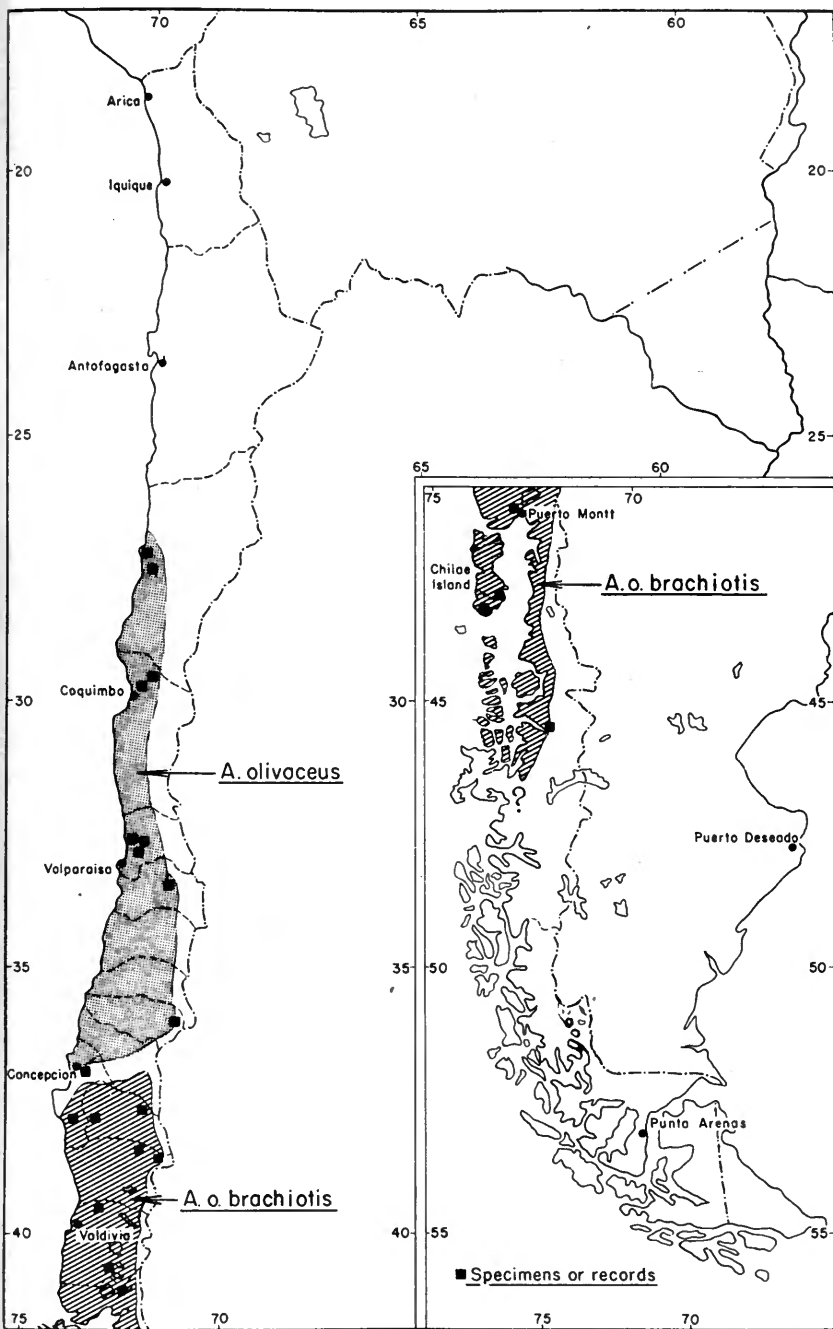 70 65 60
Arica
Iquique
20 20
Antofagasta
25 25
65 60
75 70
Puerto Montt
Chiloe
Island
A. o. brachiotis
Coquimbo
30 30
45 45
A. olivaceus
?
Puerto Deseado
Valparaiso
35 35
50 50
Concepcion
Punta Arenas
A. o. brachiotis
Valdivia
40 40
55 55
Specimens or records
75 70 75 70